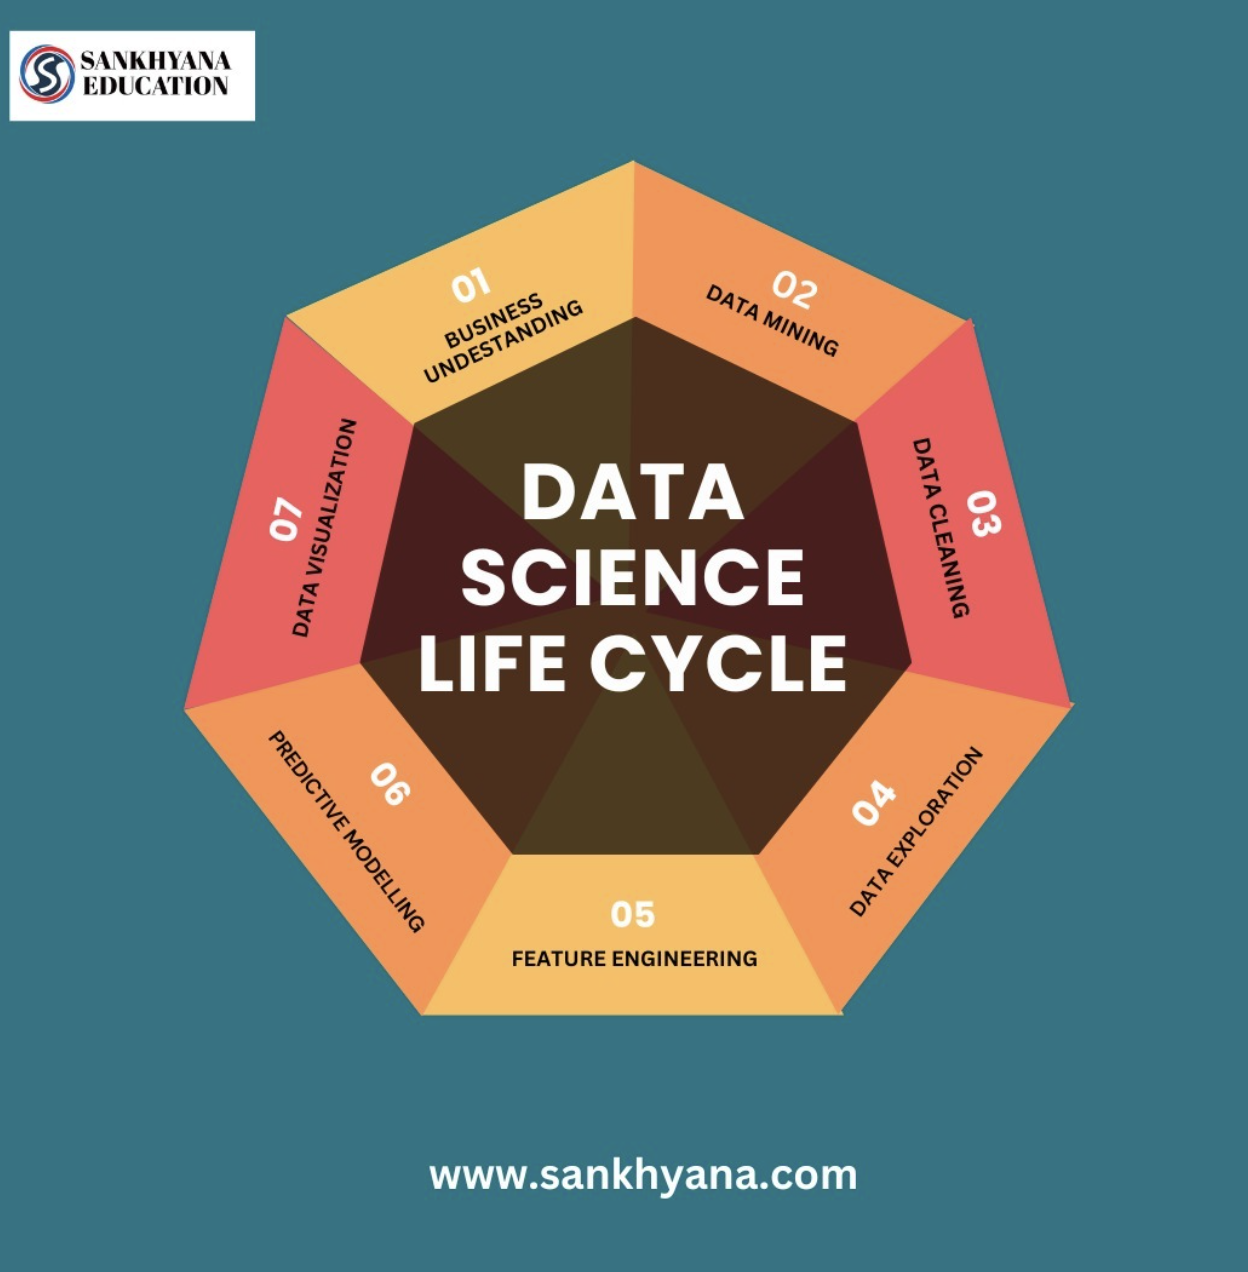 SANKHYANA
EDUCATION
01
BUSINESS
UNDESTANDING
02
DATA MINING
03
DATA CLEANING
04
DATA EXPLORATION
05
FEATURE ENGINEERING
06
PREDICTIVE MODELLING
07
DATA VISUALIZATION
DATA
SCIENCE
LIFE CYCLE
www.sankhyana.com